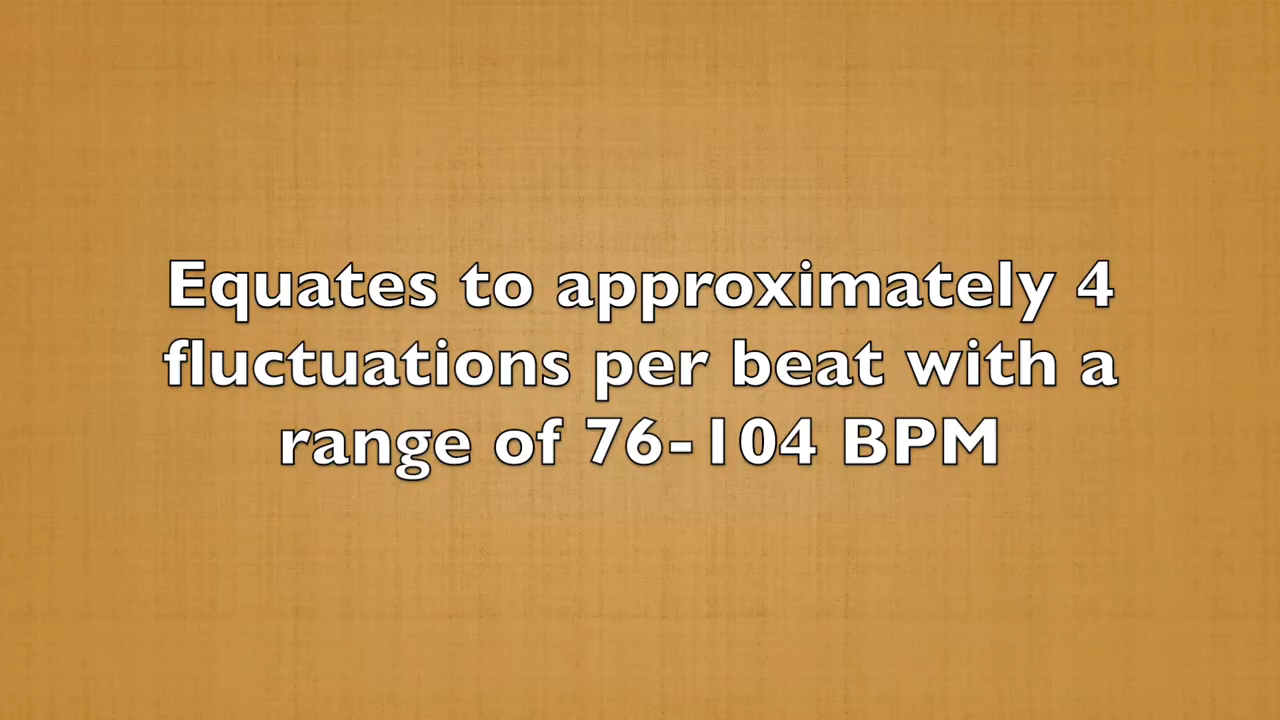 Equates to approximately 4
fluctuations per beat with a
range of 76-104 BPM